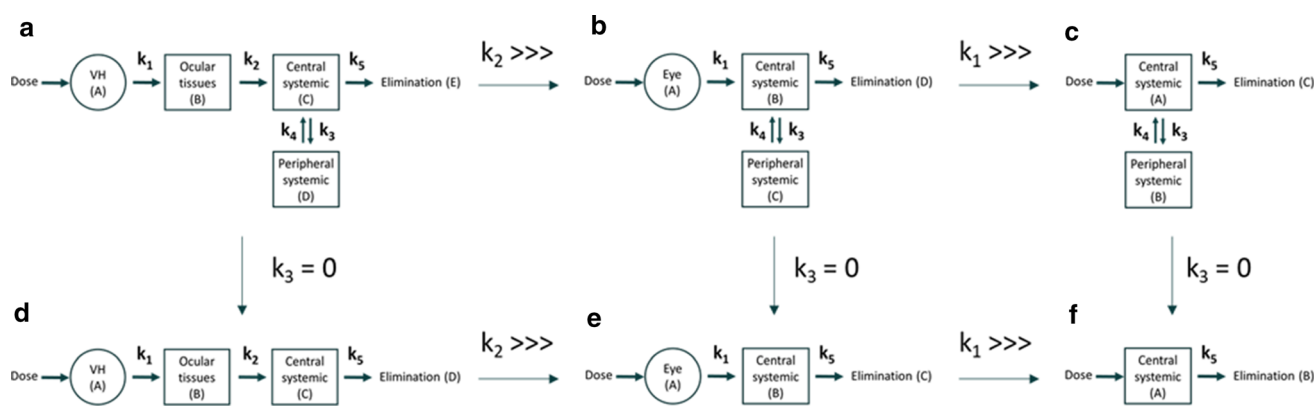 a
Dose
VH
(A)
k1
Ocular
tissues
(B)
k2
Central
systemic
(C)
k5
Elimination (E)
k4
k3
Peripheral
systemic
(D)
k2 >>>
b
Dose
Eye
(A)
k1
Central
systemic
(B)
k5
Elimination (D)
k4
k3
Peripheral
systemic
(C)
k1 >>>
c
Dose
Central
systemic
(A)
k5
Elimination (C)
k4
k3
Peripheral
systemic
(B)
k3 = 0
k3 = 0
k3 = 0
d
Dose
VH
(A)
k1
Ocular
tissues
(B)
k2
Central
systemic
(C)
k5
Elimination (D)
k2 >>>
e
Dose
Eye
(A)
k1
Central
systemic
(B)
k5
Elimination (C)
k1 >>>
f
Dose
Central
systemic
(A)
k5
Elimination (B)